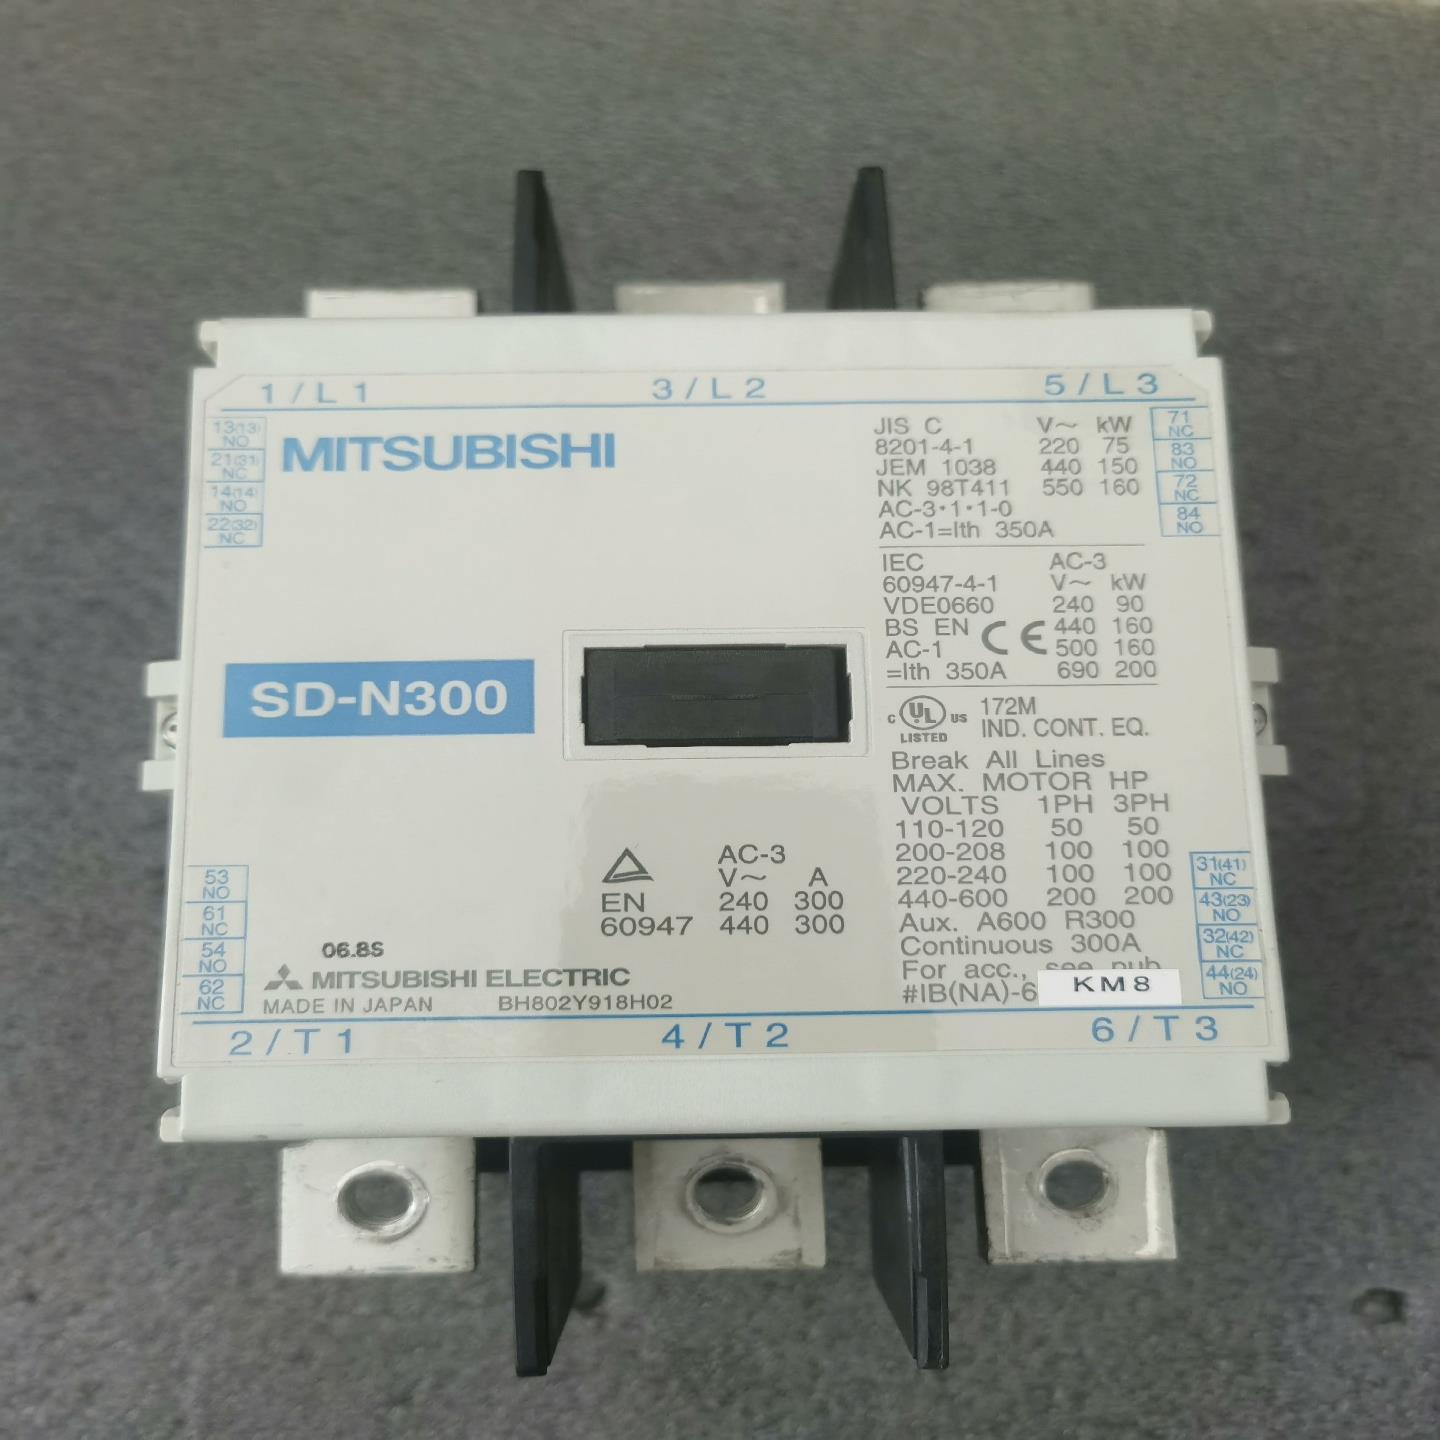 1/L1 3/L2 5/L3
13(13)
NO
21(31)
NC
14(14)
NO
22(32)
NC
MITSUBISHI
SD-N300
JIS C V~ kW
8201-4-1 220 75
JEM 1038 440 150
NK 98T411 550 160
AC-3·1·1-0
AC-1=Ith 350A
71
NC
83
NO
72
NC
84
NO
IEC AC-3
60947-4-1 V~ kW
VDE0660 240 90
BS EN CE 440 160
AC-1 500 160
=Ith 350A 690 200
C UL US 172M
LISTED IND. CONT. EQ.
Break All Lines
MAX. MOTOR HP
VOLTS 1PH 3PH
110-120 50 50
200-208 100 100
220-240 100 100
440-600 200 200
Aux. A600 R300
Continuous 300A
For acc., see pub
#IB(NA)-6
KM8
AC-3
V~ A
EN 240 300
60947 440 300
53
NO
61
NC
54
NO
62
NC
06.8S
MITSUBISHI ELECTRIC
MADE IN JAPAN BH802Y918H02
31(41)
NC
43(23)
NO
32(42)
NC
44(24)
NO
2/T1 4/T2 6/T3